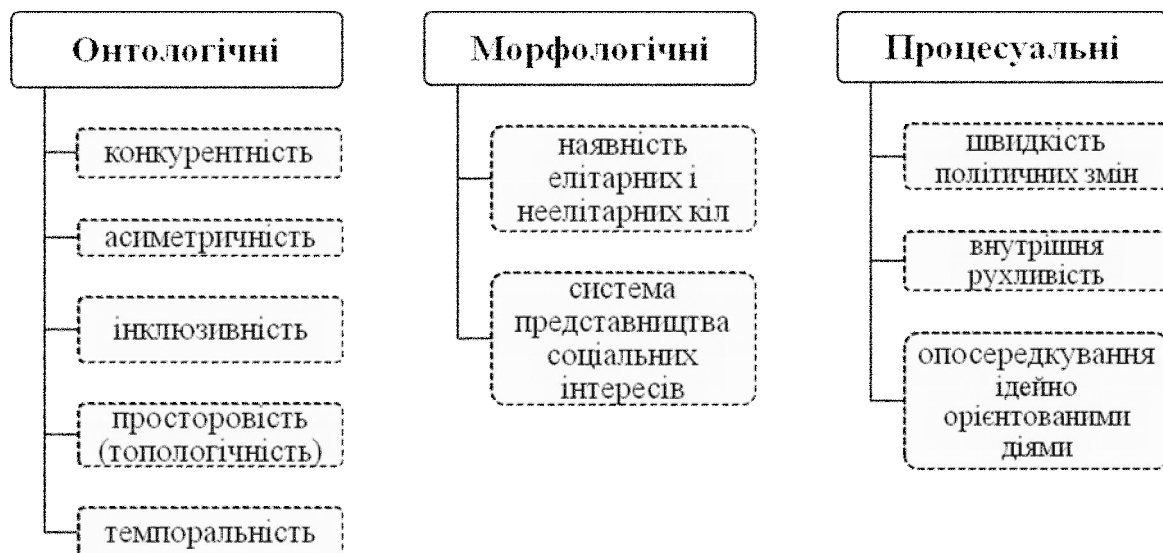 Онтологічні
конкурентність
асиметричність
інклюзивність
просторовість
(топологічність)
темпоральність
Морфологічні
наявність
елітарних і
неелітарних кіл
система
представництва
соціальних
інтересів
Процесуальні
швидкість
політичних змін
внутрішня
рухливість
опосередкування
ідейно
орієнтованими
діями